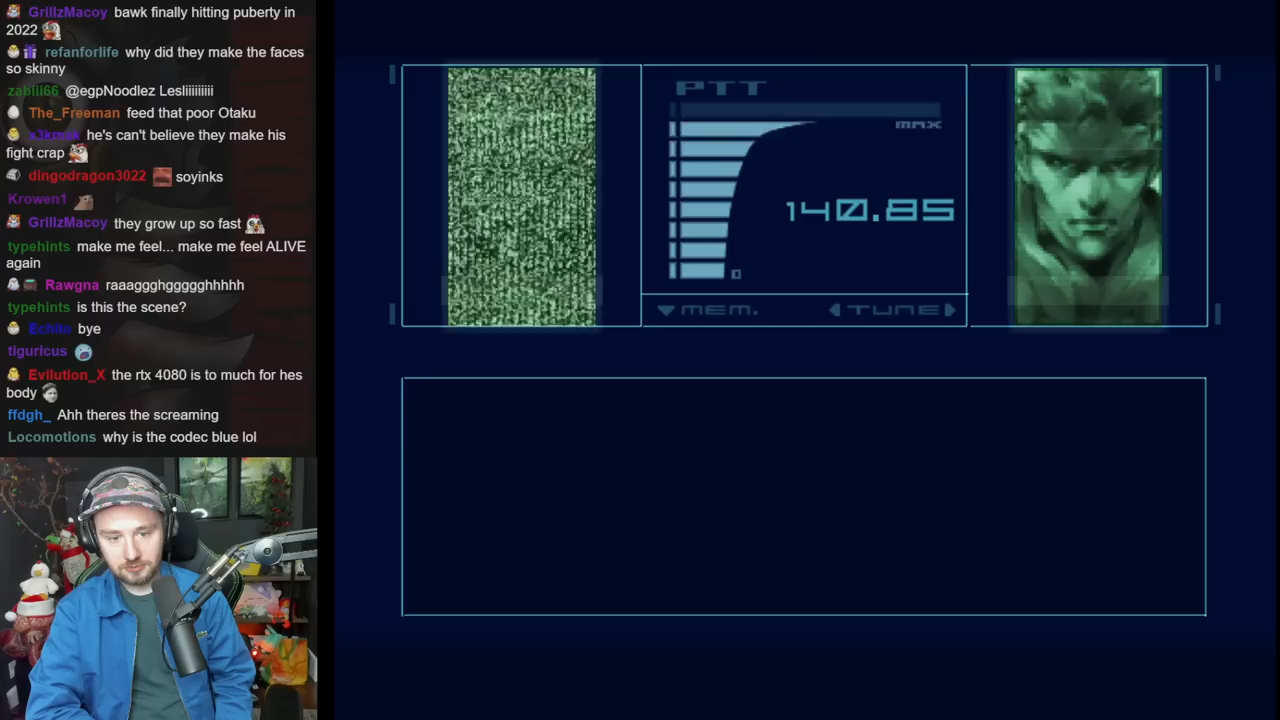 GrillzMacoy bawk finally hitting puberty in
2022
refanforlife why did they make the faces
so skinny
zablil66 @egpNoodlez Lesliiiiiiiiii
The_Freeman feed that poor Otaku
he's can't believe they make his
fight crap
dingodragon3022 soyinks
Krowen1
GrillzMacoy they grow up so fast
typehints make me feel... make me feel ALIVE
again
Rawgna raaaggghggggghhhhh
typehints is this the scene?
Echito bye
tiguricus
Evilution_X the rtx 4080 is to much for hes
body
ffdgh_ Ahh theres the screaming
Locomotions why is the codec blue lol
PTT
MAX
140.85
0
MEM.
TUNE